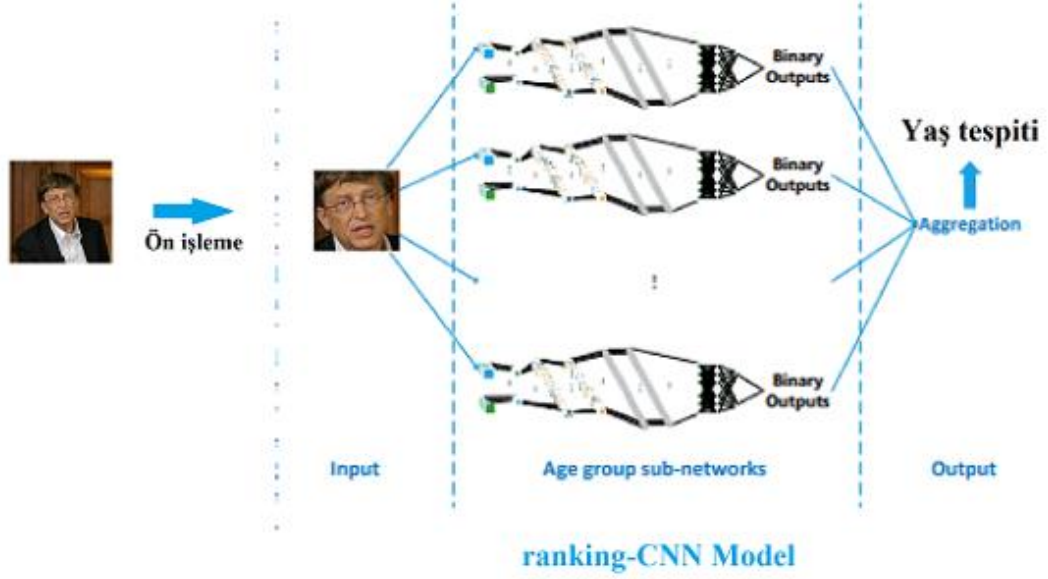 Binary
Outputs
Yaş tespiti
Binary
Outputs
Ön işleme
Aggregation
Binary
Outputs
Input
Age group sub-networks
Output
ranking-CNN Model